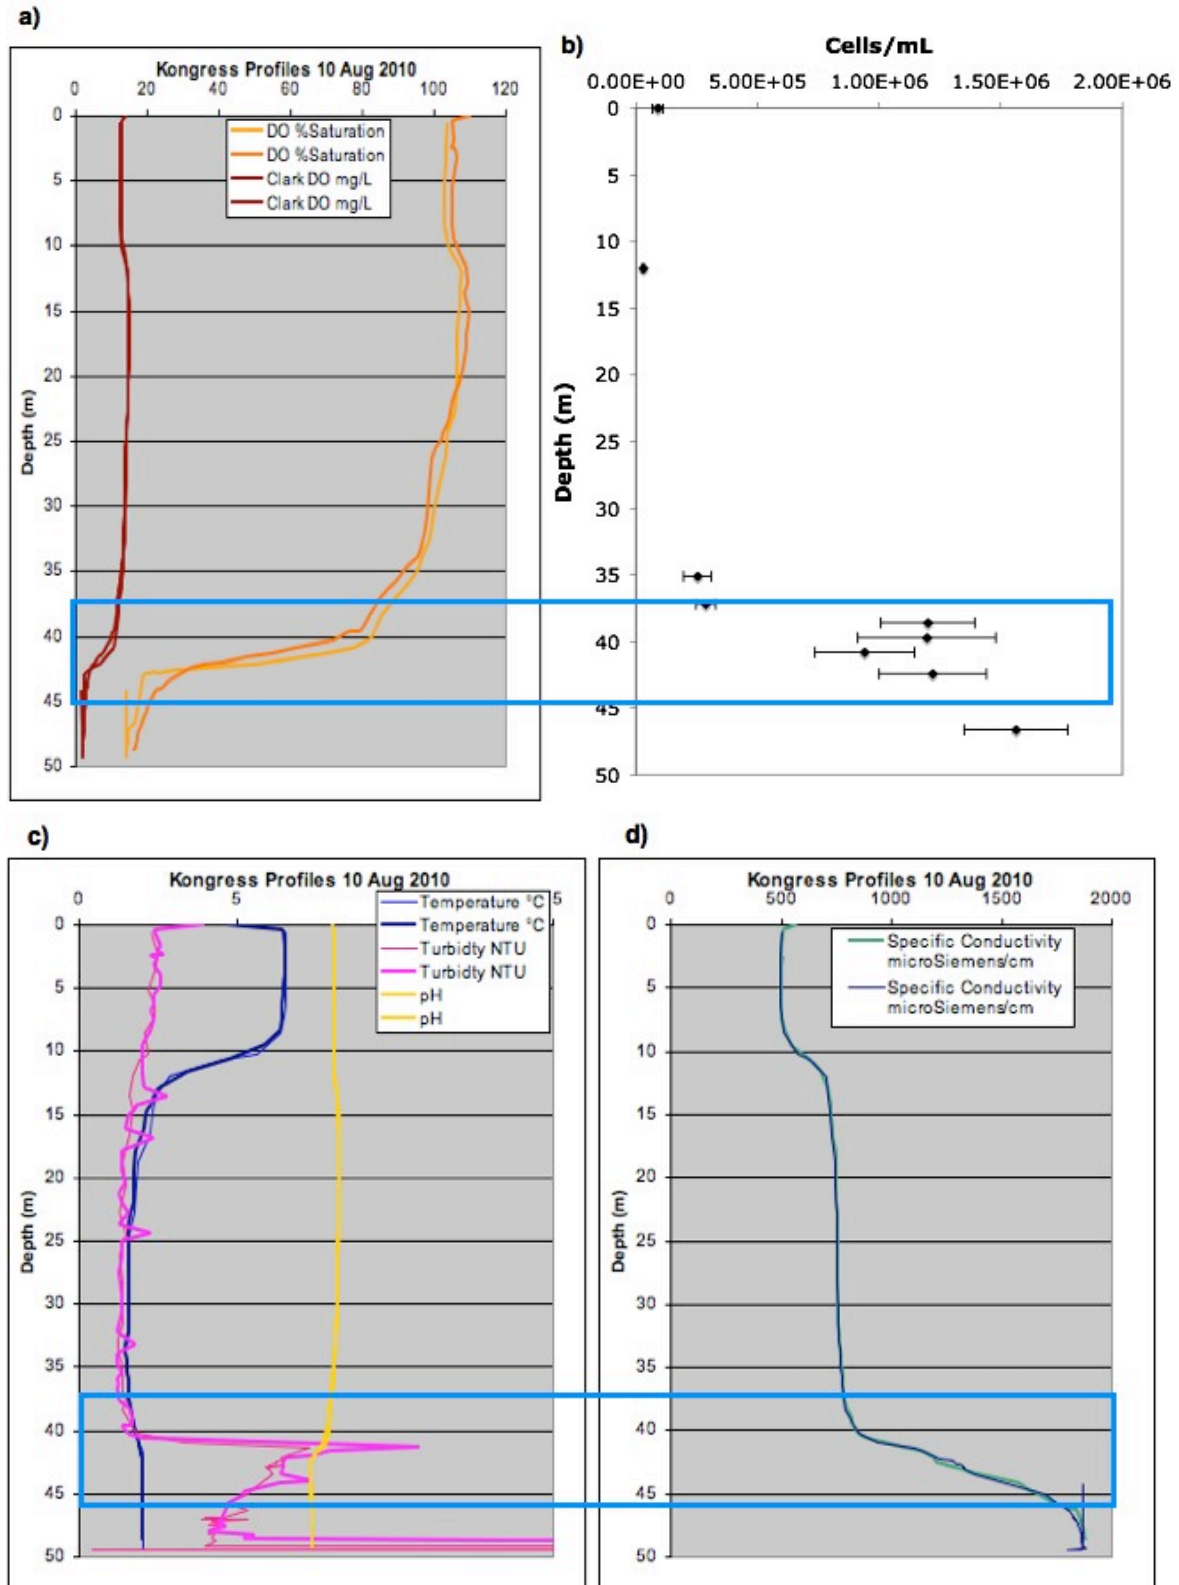 a)
Kongress Profiles 10 Aug 2010
0 20 40 60 80 100 120
0
5
10
15
20
25
30
35
40
45
50
Depth (m)
DO %Saturation
DO %Saturation
Clark DO mg/L
Clark DO mg/L
b)
Cells/mL
0.00E+00 5.00E+05 1.00E+06 1.50E+06 2.00E+06
0
5
10
15
20
25
30
35
40
45
50
Depth (m)
c)
Kongress Profiles 10 Aug 2010
0 5 5
0
5
10
15
20
25
30
35
40
45
50
Depth (m)
Temperature ºC
Temperature ºC
Turbidty NTU
Turbidty NTU
pH
pH
d)
Kongress Profiles 10 Aug 2010
0 500 1000 1500 2000
0
5
10
15
20
25
30
35
40
45
50
Depth (m)
Specific Conductivity
microSiemens/cm
Specific Conductivity
microSiemens/cm